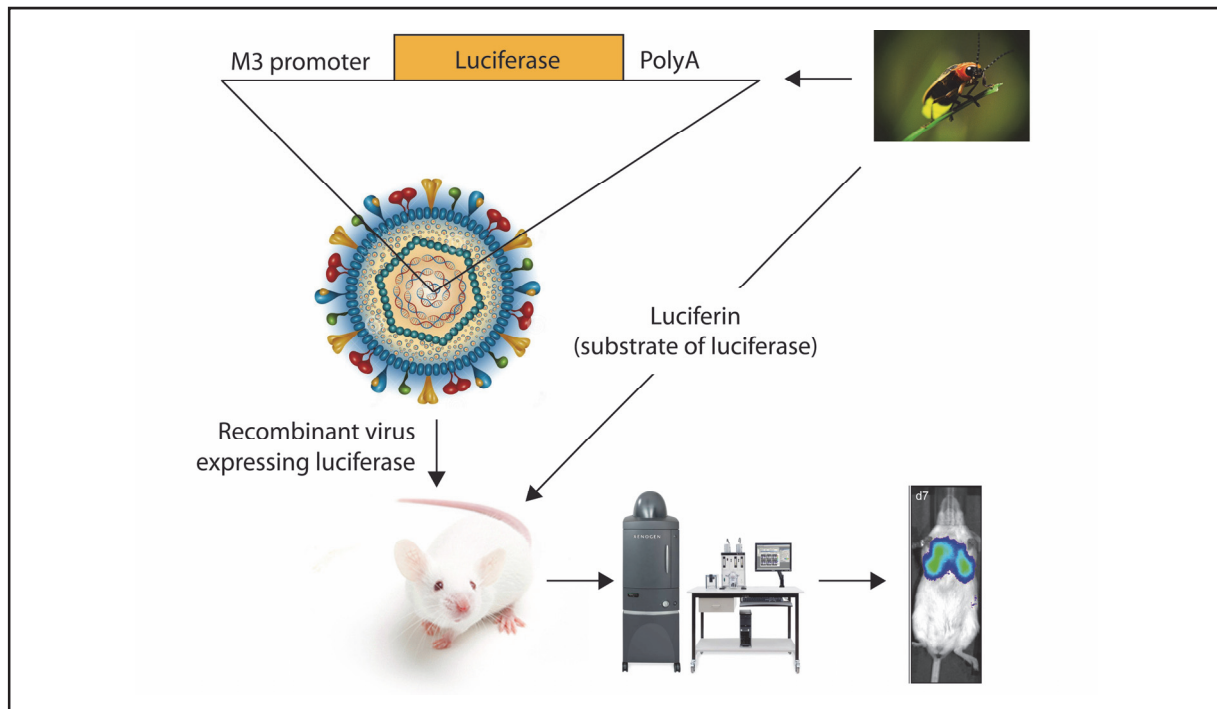 M3 promoter
Luciferase
PolyA
Luciferin
(substrate of luciferase)
Recombinant virus
expressing luciferase
XENOGEN
d7